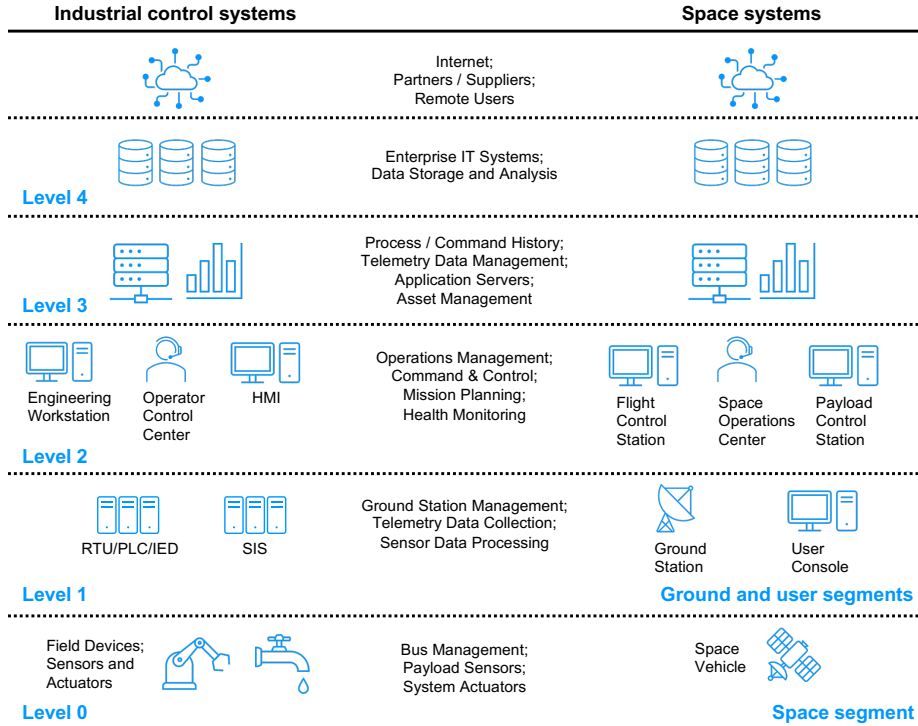 Industrial control systems
Space systems
Internet;
Partners / Suppliers;
Remote Users
Enterprise IT Systems;
Data Storage and Analysis
Level 4
Process / Command History;
Telemetry Data Management;
Application Servers;
Asset Management
Level 3
Engineering
Workstation
Operator
Control
Center
HMI
Operations Management;
Command & Control;
Mission Planning;
Health Monitoring
Flight
Control
Station
Space
Operations
Center
Payload
Control
Station
Level 2
RTU/PLC/IED
SIS
Ground Station Management;
Telemetry Data Collection;
Sensor Data Processing
Ground
Station
User
Console
Level 1
Ground and user segments
Field Devices;
Sensors and
Actuators
Bus Management;
Payload Sensors;
System Actuators
Space
Vehicle
Level 0
Space segment